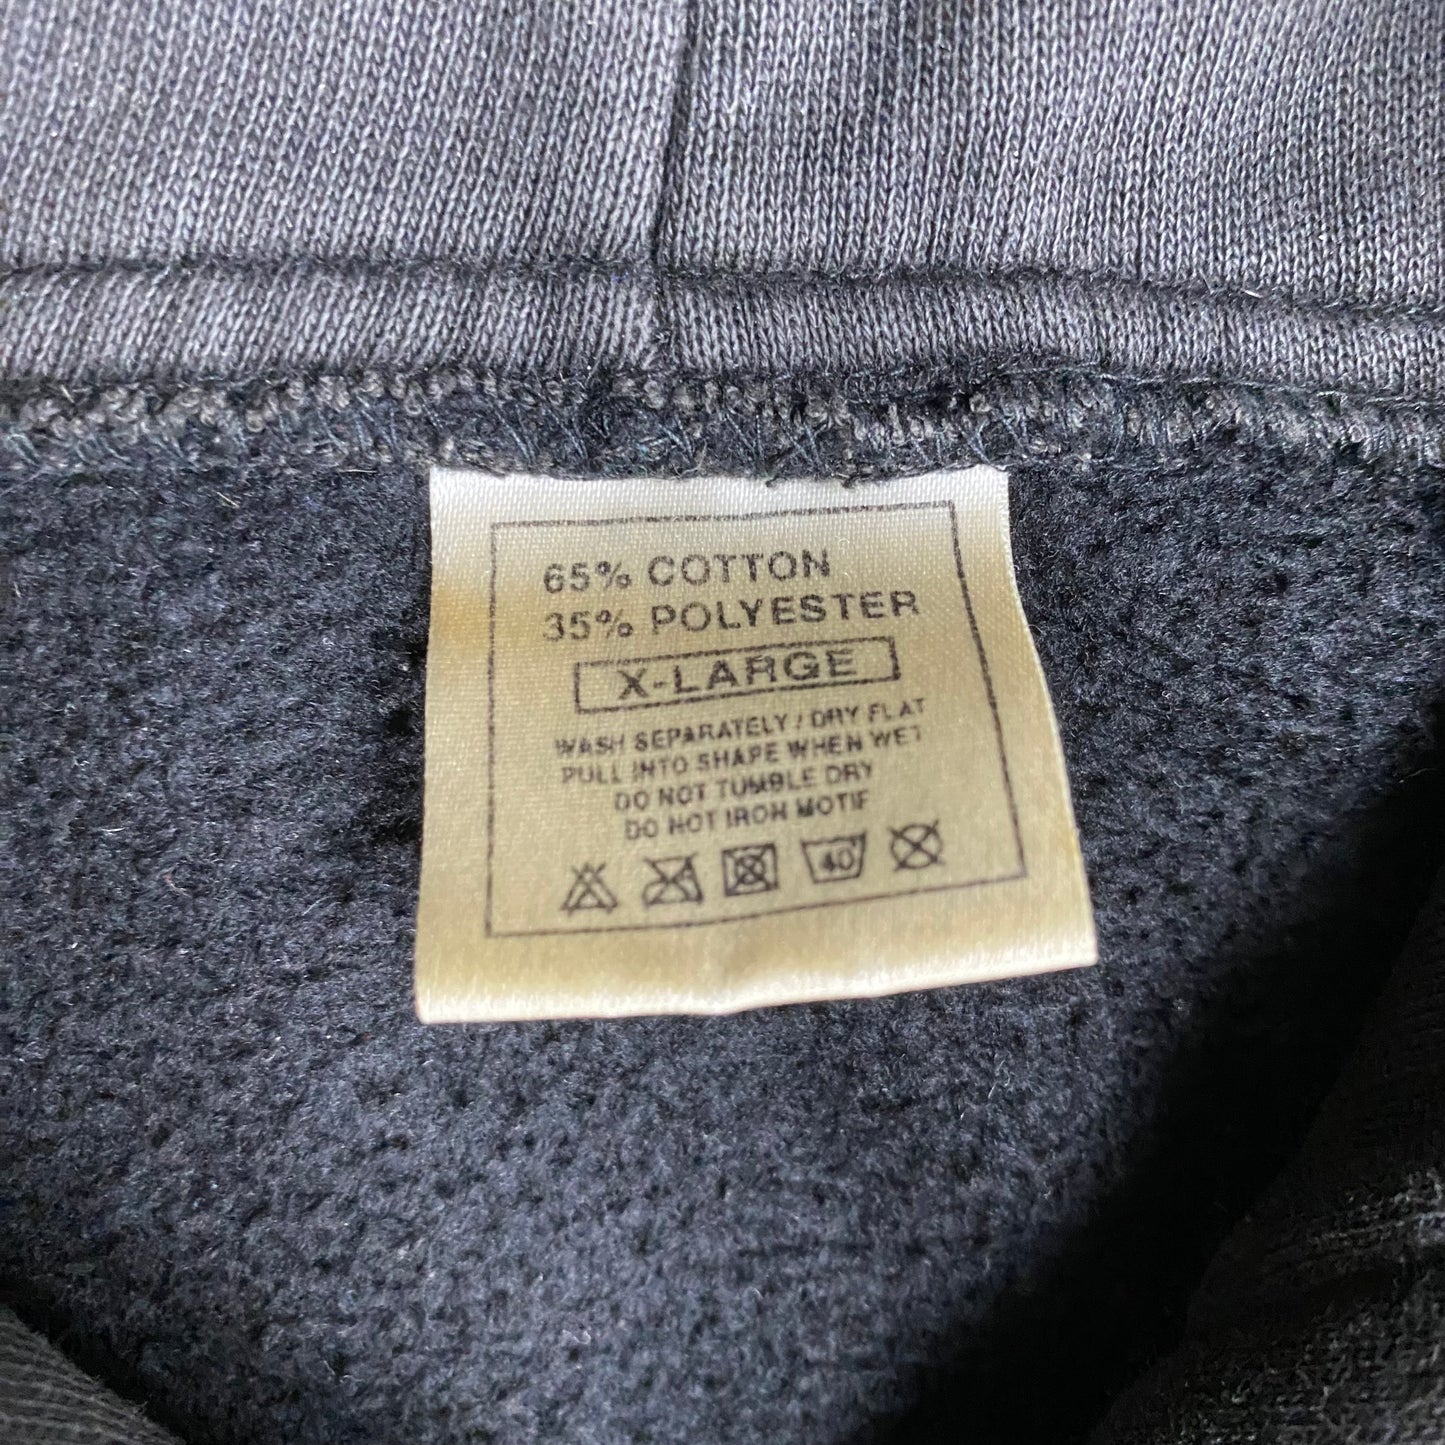 65% COTTON
35% POLYESTER
X-LARGE
WASH SEPARATELY / DRY FLAT
PULL INTO SHAPE WHEN WET
DO NOT TUMBLE DRY
DO NOT IRON MOTIF
40